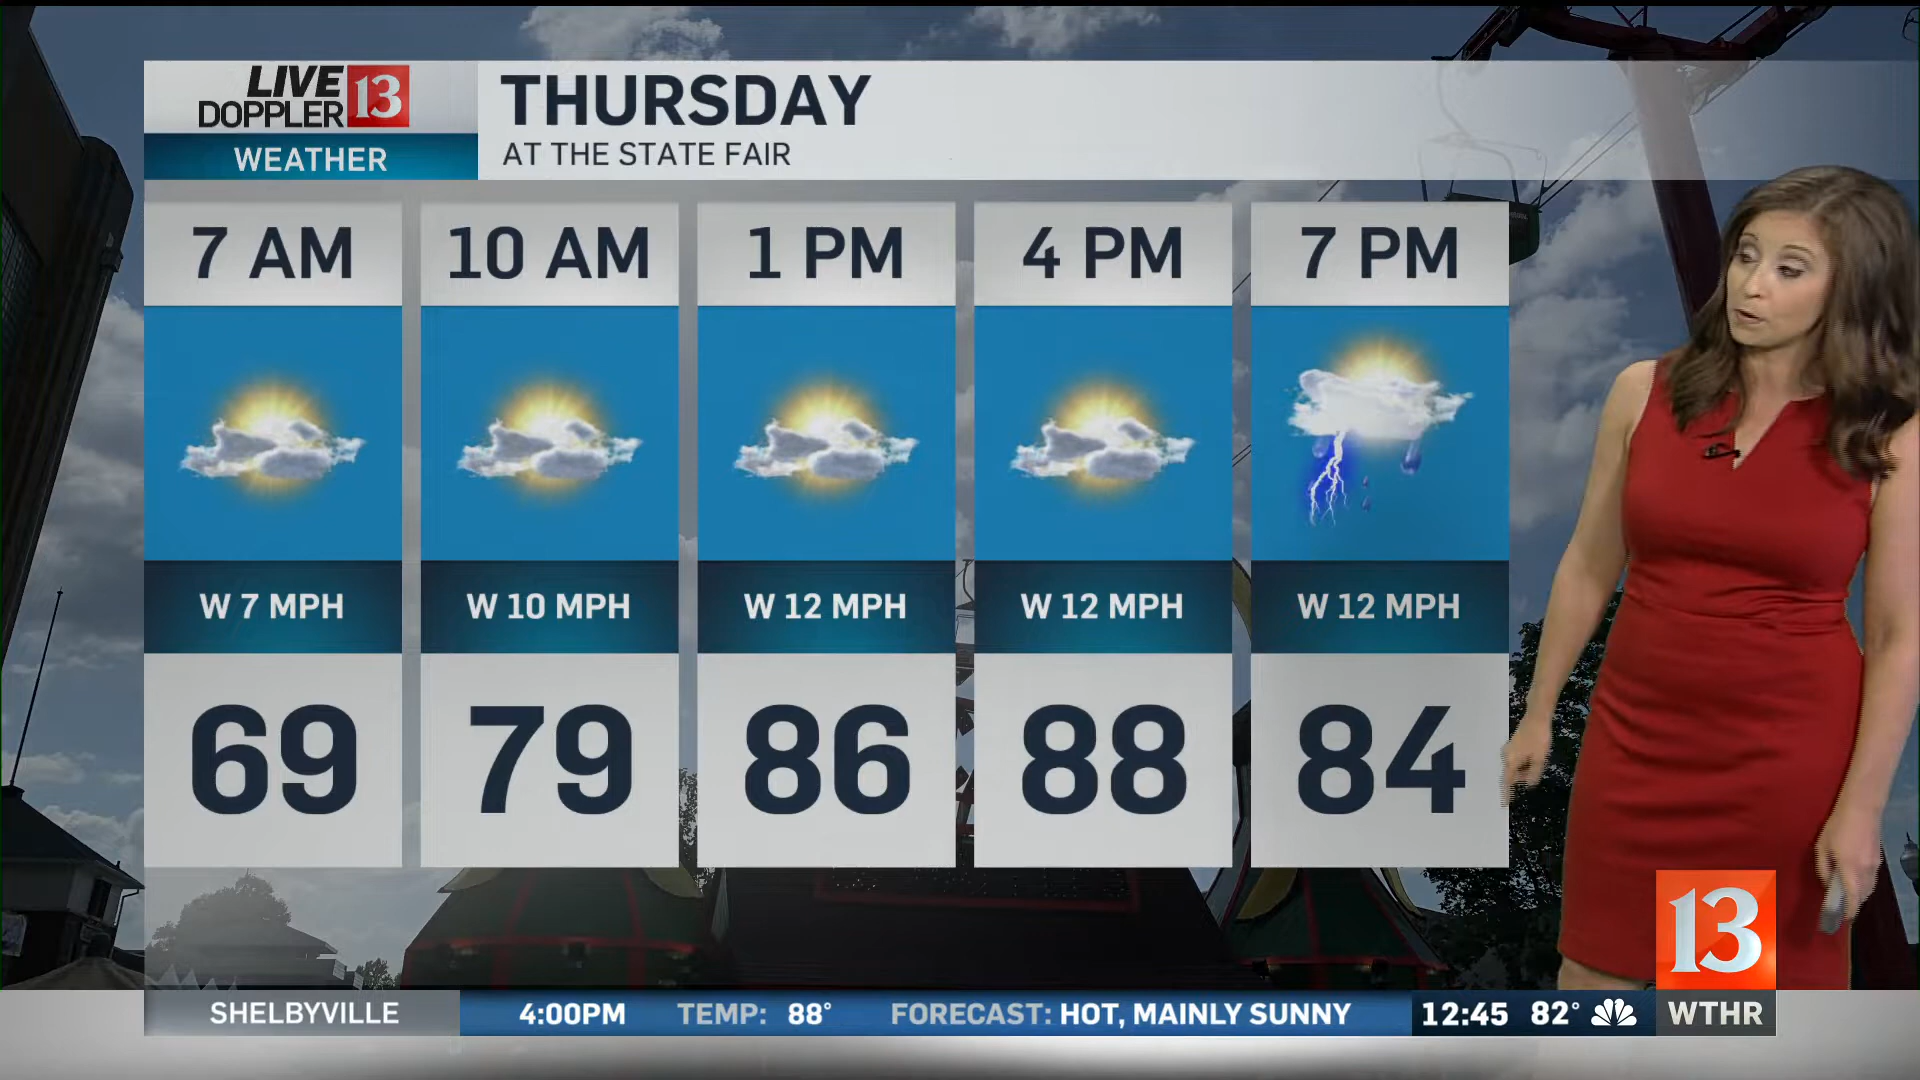 LIVE
DOPPLER 13
WEATHER
THURSDAY
AT THE STATE FAIR
7 AM
10 AM
1 PM
4 PM
7 PM
W 7 MPH
W 10 MPH
W 12 MPH
W 12 MPH
W 12 MPH
69
79
86
88
84
13
SHELBYVILLE
4:00PM TEMP: 88° FORECAST: HOT, MAINLY SUNNY
12:45 82°
WTHR